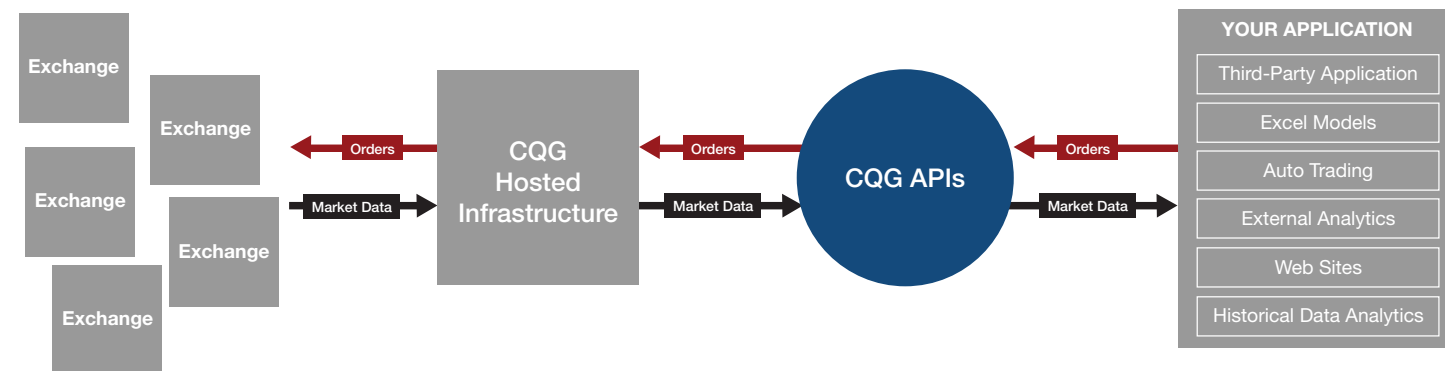 Exchange
Exchange
Exchange
Exchange
Exchange
Orders
Market Data
CQG
Hosted
Infrastructure
Orders
Market Data
CQG APIs
Orders
Market Data
YOUR APPLICATION
Third-Party Application
Excel Models
Auto Trading
External Analytics
Web Sites
Historical Data Analytics